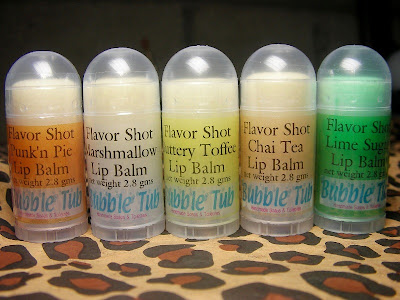 Flavor Shot
Punk'n Pie
Lip Balm
net weight 2.8 gms
Bubble Tub
Flavor Shot
Marshmallow
Lip Balm
net weight 2.8 gms
Bubble Tub
Flavor Shot
Buttery Toffee
Lip Balm
net weight 2.8 gms
Bubble Tub
Flavor Shot
Chai Tea
Lip Balm
net weight 2.8 gms
Bubble Tub
Flavor Shot
Lime Sugar
Lip Balm
net weight 2.8 gms
Bubble Tub